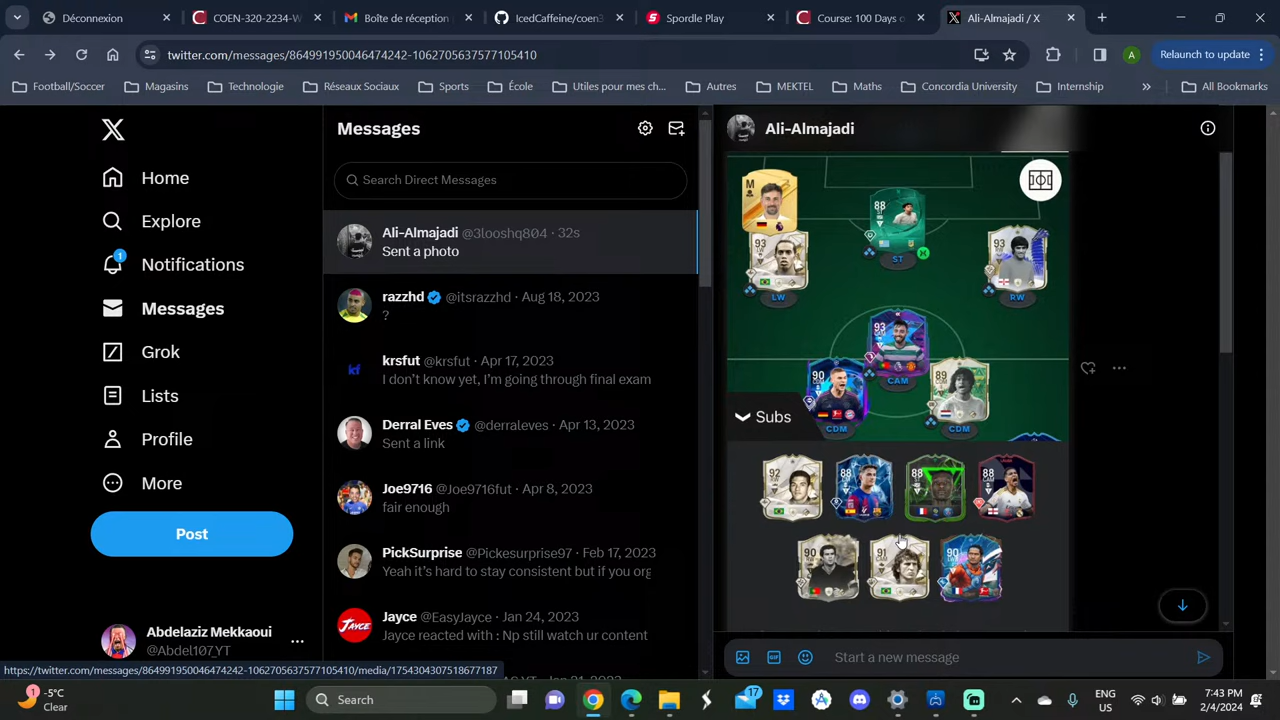 Déconnexion
COEN-320-2234-W
Boîte de réception
IcedCaffeine/coen3
Spordle Play
Course: 100 Days o
Ali-Almajadi / X
twitter.com/messages/864991950046474242-1062705637577105410
A
Relaunch to update
Football/Soccer
Magasins
Technologie
Réseaux Sociaux
Sports
École
Utiles pour mes ch...
Autres
MEKTEL
Maths
Concordia University
Internship
All Bookmarks
Home
Explore
1
Notifications
Messages
Grok
Lists
Profile
More
Post
Abdelaziz Mekkaoui
@Abdel107_YT
Messages
Search Direct Messages
Ali-Almajadi @3looshq804 · 32s
Sent a photo
razzhd @itsrazzhd · Aug 18, 2023
?
krsfut @krsfut · Apr 17, 2023
I don't know yet, I'm going through final exam
Derral Eves @derraleves · Apr 13, 2023
Sent a link
Joe9716 @Joe9716fut · Apr 8, 2023
fair enough
PickSurprise @Pickesurprise97 · Feb 17, 2023
Yeah it's hard to stay consistent but if you org
Jayce @EasyJayce · Jan 24, 2023
Jayce reacted with : Np still watch ur content
Ali-Almajadi
M
88
ST
93
LW
93
RW
93
CAM
90
CDM
89
CDM
Subs
92
88
88
88
90
91
90
Start a new message
https://twitter.com/messages/864991950046474242-1062705637577105410/media/1754304307518677187
-5°C
Clear
Search
17
ENG
US
7:43 PM
2/4/2024